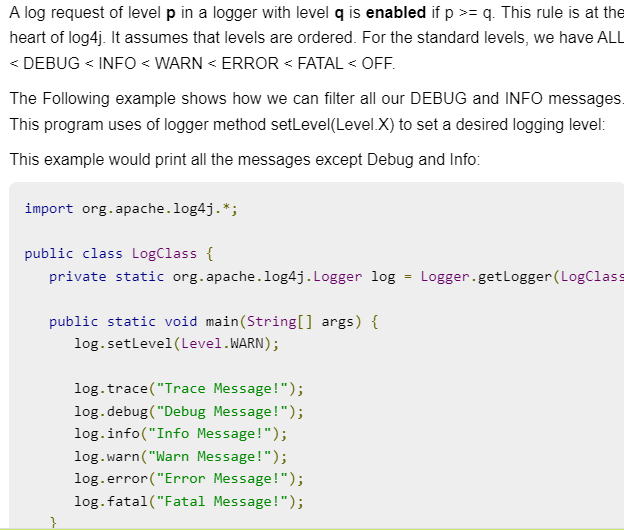 A log request of level p in a logger with level q is enabled if p >= q. This rule is at the
heart of log4j. It assumes that levels are ordered. For the standard levels, we have ALL
< DEBUG < INFO < WARN < ERROR < FATAL < OFF.
The Following example shows how we can filter all our DEBUG and INFO messages.
This program uses of logger method setLevel(Level.X) to set a desired logging level:
This example would print all the messages except Debug and Info:
import org.apache.log4j.*;
public class LogClass {
private static org.apache.log4j.Logger log = Logger.getLogger(LogClass
public static void main(String[] args) {
log.setLevel(Level.WARN);
log.trace("Trace Message!");
log.debug("Debug Message!");
log.info("Info Message!");
log.warn("Warn Message!");
log.error("Error Message!");
log.fatal("Fatal Message!");
}